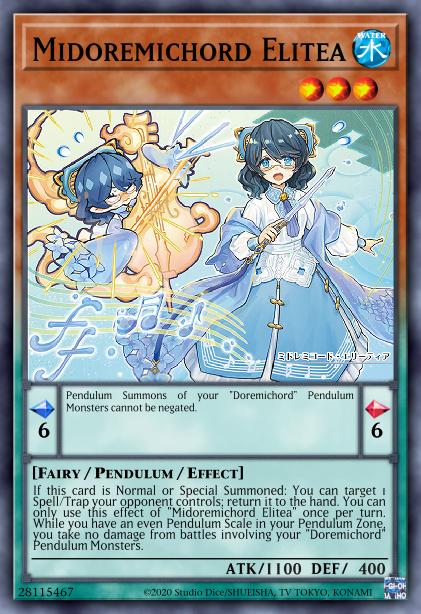 MIDOREMICHORD ELITEA
WATER
水
ミドレミコード・エリーティア
Pendulum Summons of your "Doremichord" Pendulum
Monsters cannot be negated.
6
6
[FAIRY / PENDULUM / EFFECT]
If this card is Normal or Special Summoned: You can target 1
Spell/Trap your opponent controls; return it to the hand. You can
only use this effect of "Midoremichord Elitea" once per turn.
While you have an even Pendulum Scale in your Pendulum Zone,
you take no damage from battles involving your "Doremichord"
Pendulum Monsters.
ATK/1100 DEF/ 400
28115467
©2020 Studio Dice/SHUEISHA, TV TOKYO, KONAMI